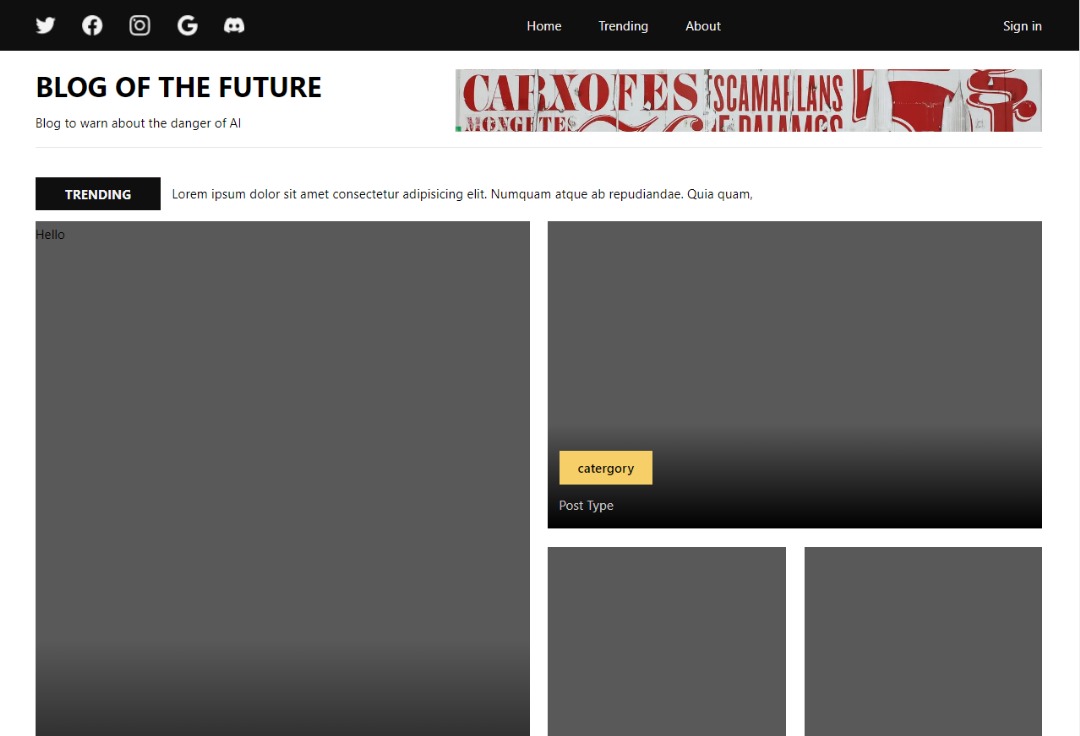 Home Trending About Sign in
BLOG OF THE FUTURE
Blog to warn about the danger of AI
CARXOFES
MONGETES
ESCAMARLANS
TRENDING Lorem ipsum dolor sit amet consectetur adipisicing elit. Numquam atque ab repudiandae. Quia quam,
Hello
catergory
Post Type